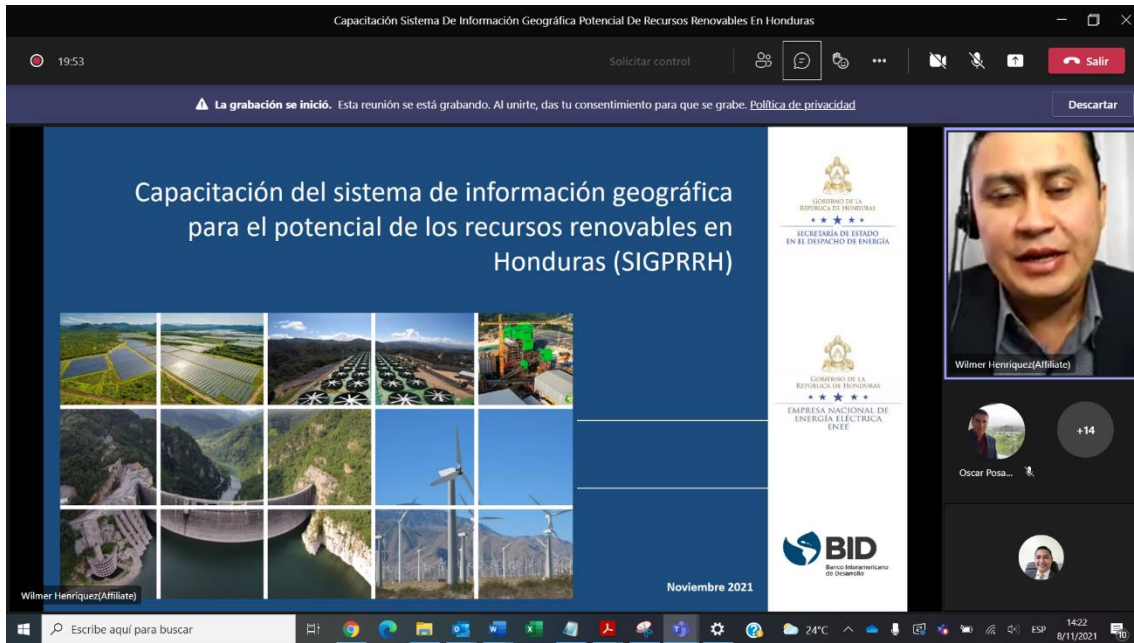 Capacitación Sistema De Información Geográfica Potencial De Recursos Renovables En Honduras
19:53
Solicitar control
Salir
La grabación se inició. Esta reunión se está grabando. Al unirte, das tu consentimiento para que se grabe. Política de privacidad
Descartar
Capacitación del sistema de información geográfica
para el potencial de los recursos renovables en
Honduras (SIGPRRH)
GOBIERNO DE LA
REPÚBLICA DE HONDURAS
SECRETARÍA DE ESTADO
EN EL DESPACHO DE ENERGÍA
GOBIERNO DE LA
REPÚBLICA DE HONDURAS
EMPRESA NACIONAL DE
ENERGÍA ELÉCTRICA
ENEE
BID
Banco Interamericano
de Desarrollo
Noviembre 2021
Wilmer Henriquez(Affiliate)
Wilmer Henriquez(Affiliate)
Oscar Posa...
+14
Escribe aquí para buscar
24°C
ESP
14:22
8/11/2021
10